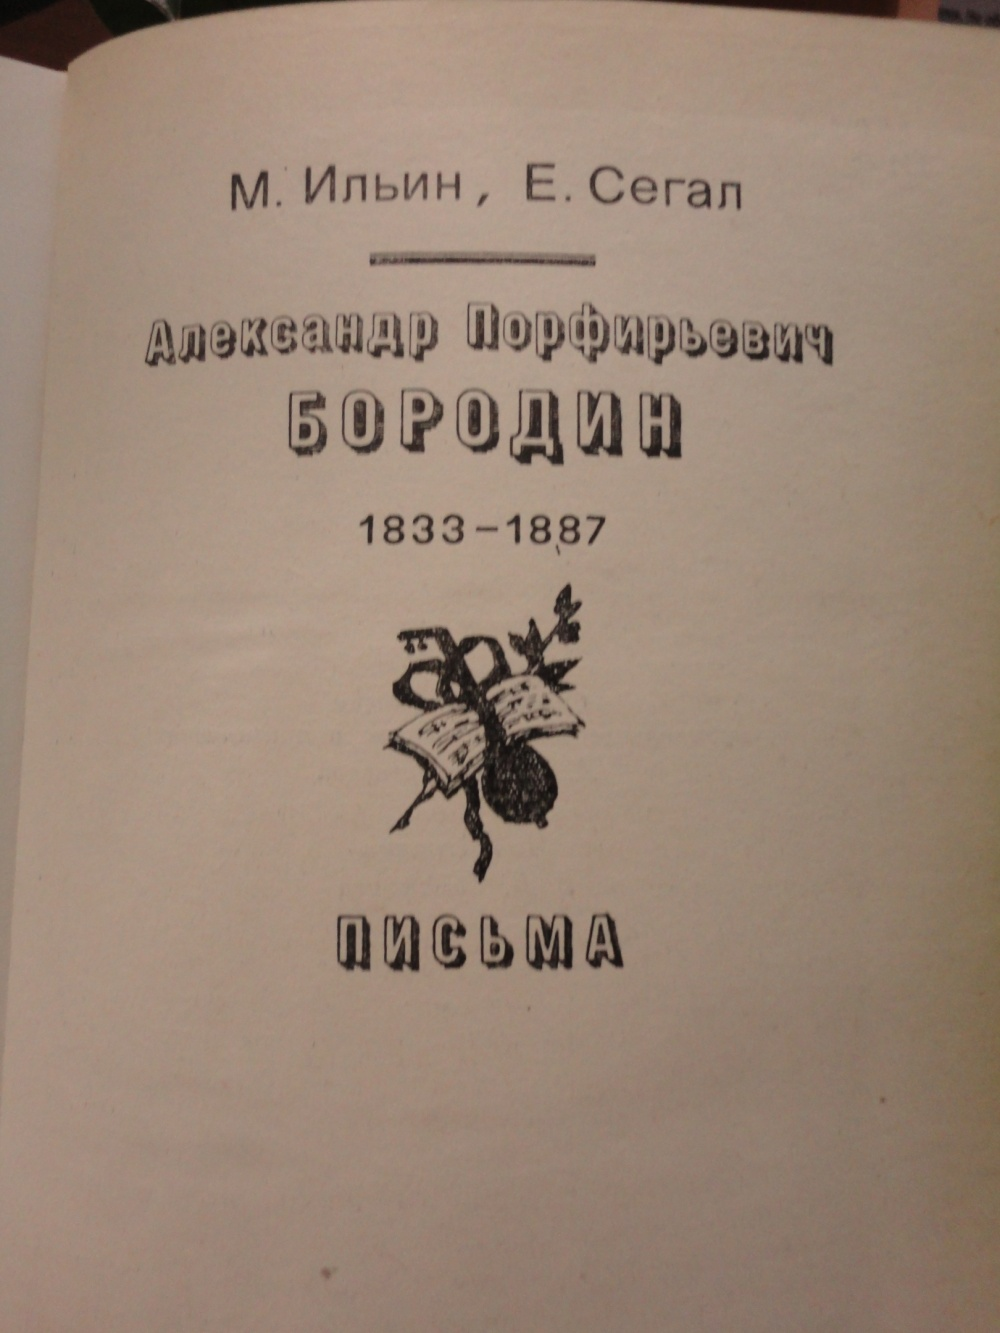 М. Ильин, Е. Сегал
Александр Порфирьевич
БОРОДИН
1833-1887
ПИСЬМА